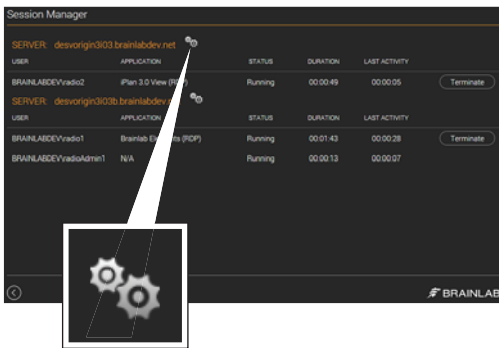 Session Manager
SERVER: desvorigin3i03.brainlabdev.net
USER APPLICATION STATUS DURATION LAST ACTIVITY
BRAINLABDEV\radio2 iPlan 3.0 View (RDP) Running 00:00:49 00:00:05 Terminate
SERVER: desvorigin3i03b.brainlabdev.
USER APPLICATION STATUS DURATION LAST ACTIVITY
BRAINLABDEV\radio1 Brainlab Elements (RDP) Running 00:01:43 00:00:28 Terminate
BRAINLABDEV\radioAdmin1 N/A Running 00:00:13 00:00:07
BRAINLAB